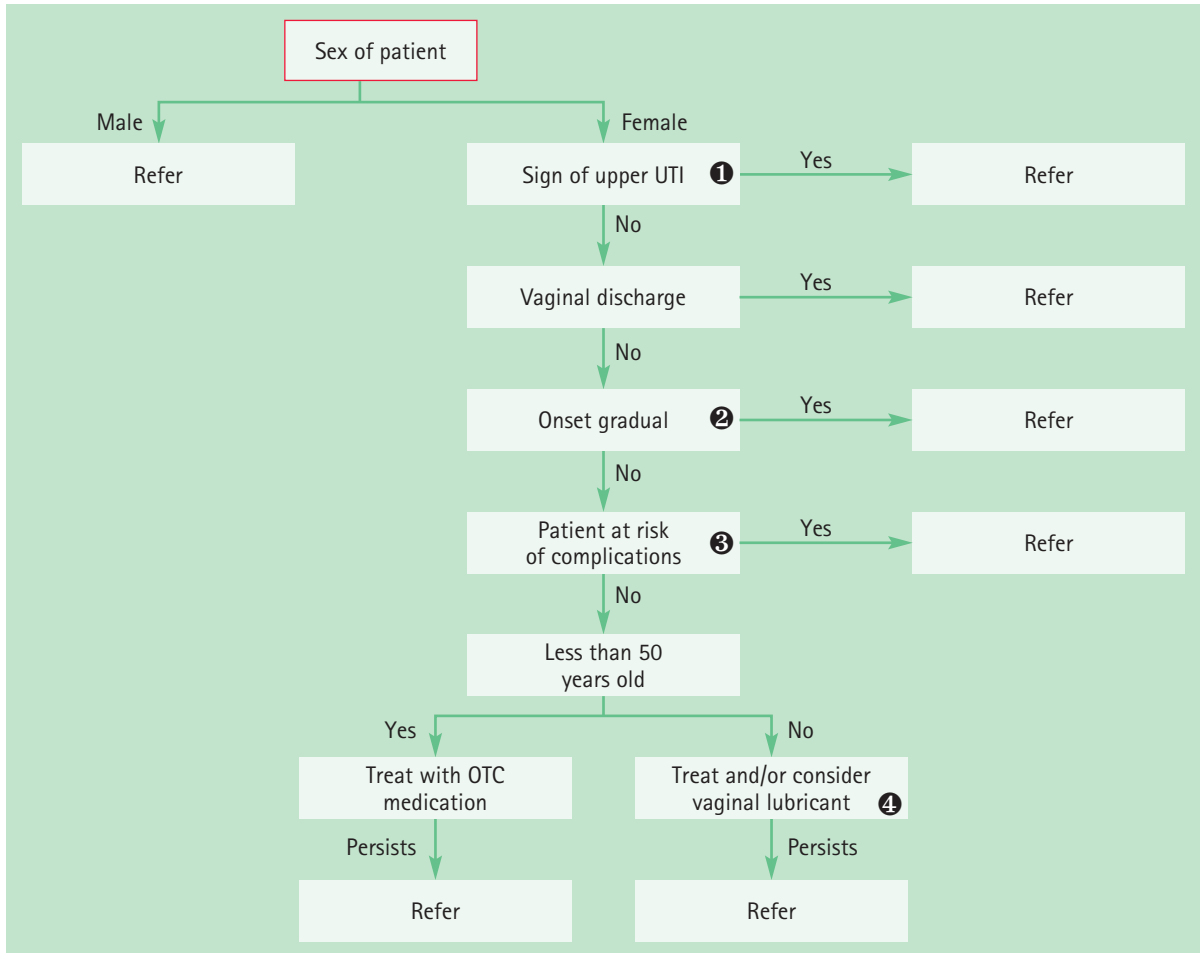 Sex of patient
Male
Female
Refer
Sign of upper UTI ❶
Yes
Refer
No
Vaginal discharge
Yes
Refer
No
Onset gradual ❷
Yes
Refer
No
Patient at risk
of complications ❸
Yes
Refer
No
Less than 50
years old
Yes
No
Treat with OTC
medication
Treat and/or consider
vaginal lubricant ❹
Persists
Persists
Refer
Refer